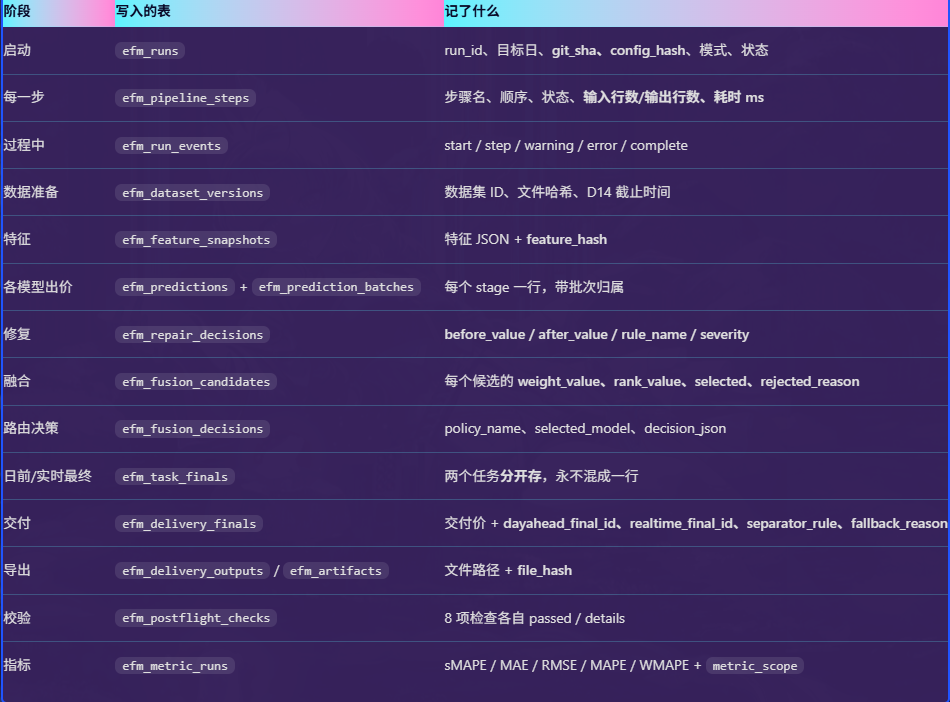 阶段 写入的表 记了什么
启动 efm_runs run_id、目标日、git_sha、config_hash、模式、状态
每一步 efm_pipeline_steps 步骤名、顺序、状态、输入行数/输出行数、耗时 ms
过程中 efm_run_events start / step / warning / error / complete
数据准备 efm_dataset_versions 数据集 ID、文件哈希、D14 截止时间
特征 efm_feature_snapshots 特征 JSON + feature_hash
各模型出价 efm_predictions + efm_prediction_batches 每个 stage 一行，带批次归属
修复 efm_repair_decisions before_value / after_value / rule_name / severity
融合 efm_fusion_candidates 每个候选的 weight_value、rank_value、selected、rejected_reason
路由决策 efm_fusion_decisions policy_name、selected_model、decision_json
日前/实时最终 efm_task_finals 两个任务分开存，永不混成一行
交付 efm_delivery_finals 交付价 + dayahead_final_id、realtime_final_id、separator_rule、fallback_reason
导出 efm_delivery_outputs / efm_artifacts 文件路径 + file_hash
校验 efm_postflight_checks 8 项检查各自 passed / details
指标 efm_metric_runs sMAPE / MAE / RMSE / MAPE / WMAPE + metric_scope